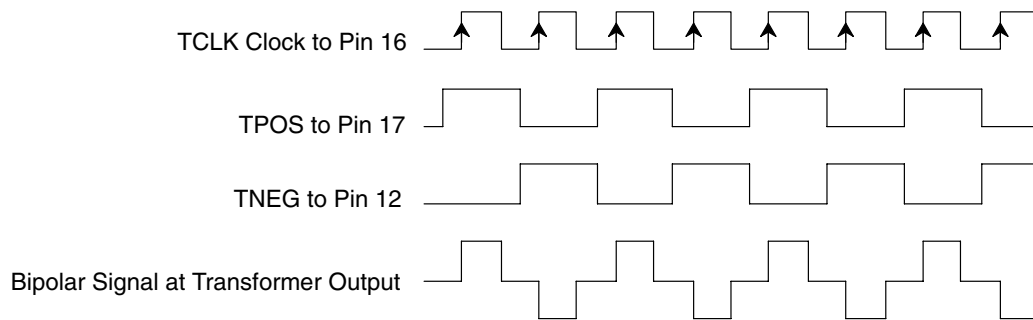 TCLK Clock to Pin 16
TPOS to Pin 17
TNEG to Pin 12
Bipolar Signal at Transformer Output